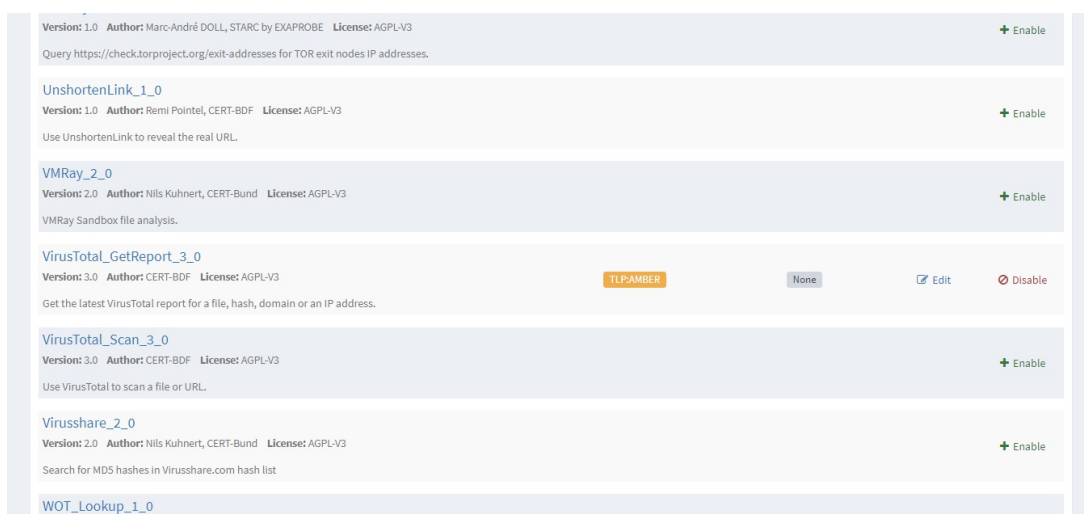 Version: 1.0 Author: Marc-André DOLL, STARC by EXAPROBE License: AGPL-V3
+ Enable
Query https://check.torproject.org/exit-addresses for TOR exit nodes IP addresses.
UnshortenLink_1_0
Version: 1.0 Author: Remi Pointel, CERT-BDF License: AGPL-V3
+ Enable
Use UnshortenLink to reveal the real URL.
VMRay_2_0
Version: 2.0 Author: Nils Kuhnert, CERT-Bund License: AGPL-V3
+ Enable
VMRay Sandbox file analysis.
VirusTotal_GetReport_3_0
Version: 3.0 Author: CERT-BDF License: AGPL-V3
TLP:AMBER None Edit Disable
Get the latest VirusTotal report for a file, hash, domain or an IP address.
VirusTotal_Scan_3_0
Version: 3.0 Author: CERT-BDF License: AGPL-V3
+ Enable
Use VirusTotal to scan a file or URL.
Virusshare_2_0
Version: 2.0 Author: Nils Kuhnert, CERT-Bund License: AGPL-V3
+ Enable
Search for MD5 hashes in Virusshare.com hash list
WOT_Lookup_1_0